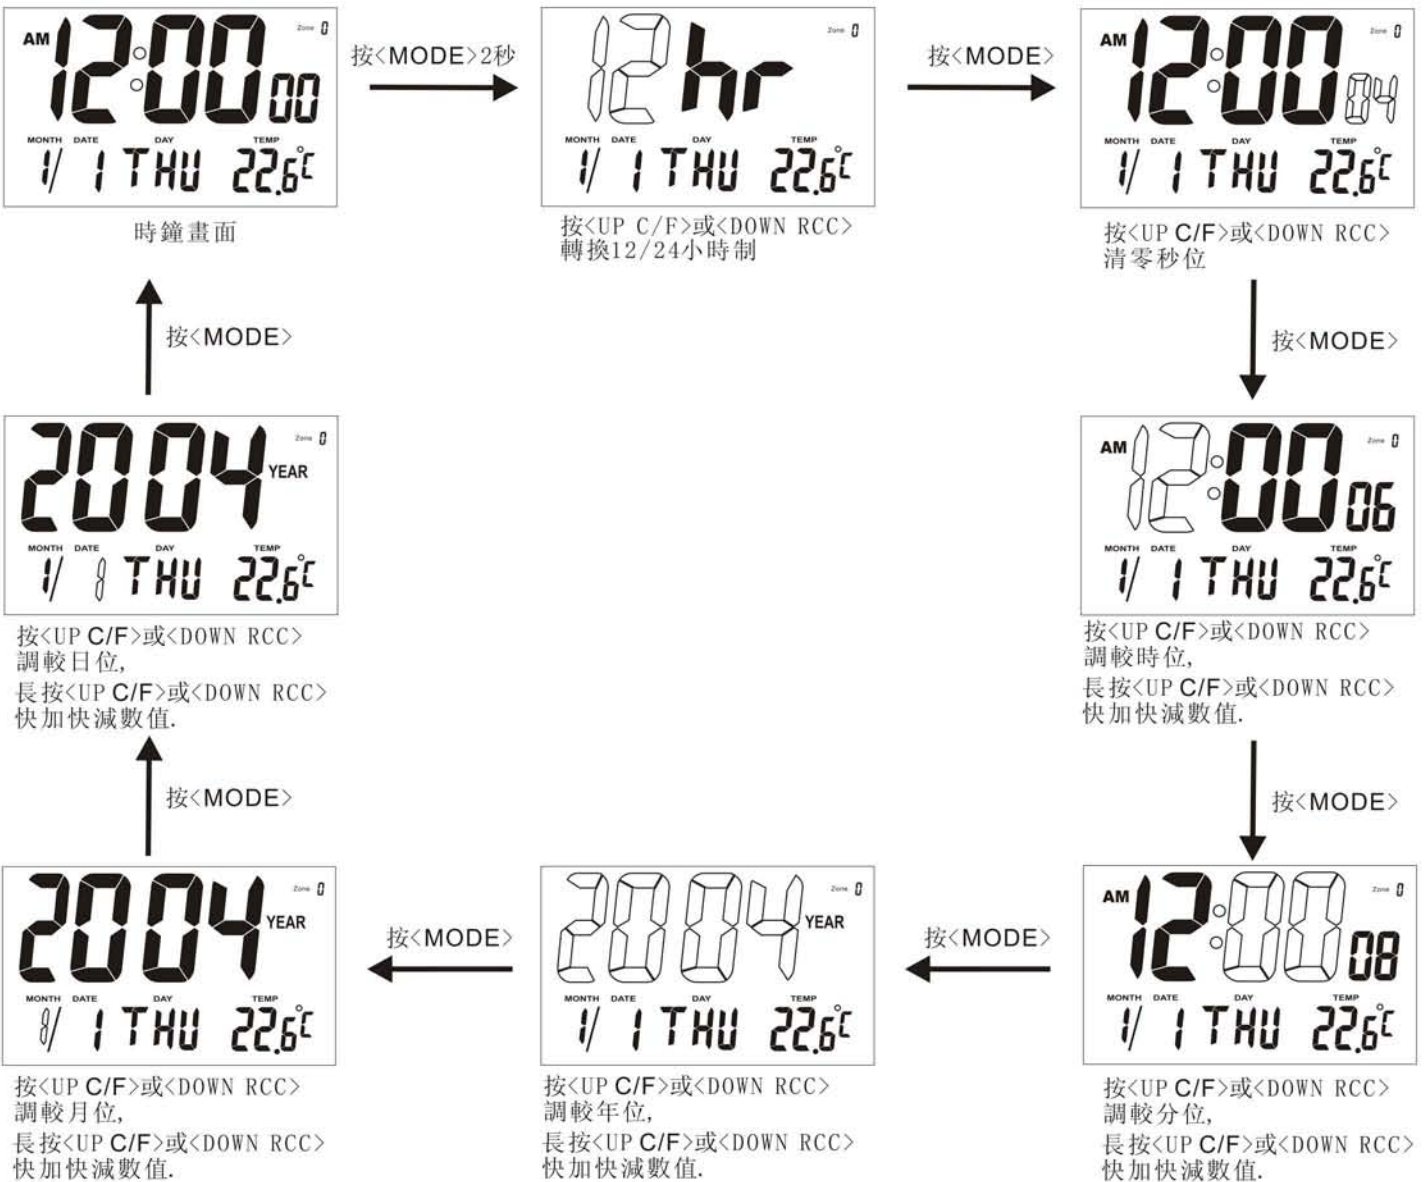 AM 12:00 00
Zone 0
MONTH DATE DAY TEMP
1/ 1 THU 22.6°C
時鐘畫面
按<MODE>2秒
12 hr
Zone 0
MONTH DATE DAY TEMP
1/ 1 THU 22.6°C
按<UP C/F>或<DOWN RCC>
轉換12/24小時制
按<MODE>
AM 12:00 04
Zone 0
MONTH DATE DAY TEMP
1/ 1 THU 22.6°C
按<UP C/F>或<DOWN RCC>
清零秒位
按<MODE>
AM 12:00 06
Zone 0
MONTH DATE DAY TEMP
1/ 1 THU 22.6°C
按<UP C/F>或<DOWN RCC>
調較時位,
長按<UP C/F>或<DOWN RCC>
快加快減數值.
按<MODE>
AM 12:00 08
Zone 0
MONTH DATE DAY TEMP
1/ 1 THU 22.6°C
按<UP C/F>或<DOWN RCC>
調較分位,
長按<UP C/F>或<DOWN RCC>
快加快減數值.
按<MODE>
2004 YEAR
Zone 0
MONTH DATE DAY TEMP
1/ 1 THU 22.6°C
按<UP C/F>或<DOWN RCC>
調較年位,
長按<UP C/F>或<DOWN RCC>
快加快減數值.
按<MODE>
2004 YEAR
Zone 0
MONTH DATE DAY TEMP
1/ 1 THU 22.6°C
按<UP C/F>或<DOWN RCC>
調較月位,
長按<UP C/F>或<DOWN RCC>
快加快減數值.
按<MODE>
2004 YEAR
Zone 0
MONTH DATE DAY TEMP
1/ 1 THU 22.6°C
按<UP C/F>或<DOWN RCC>
調較日位,
長按<UP C/F>或<DOWN RCC>
快加快減數值.
按<MODE>